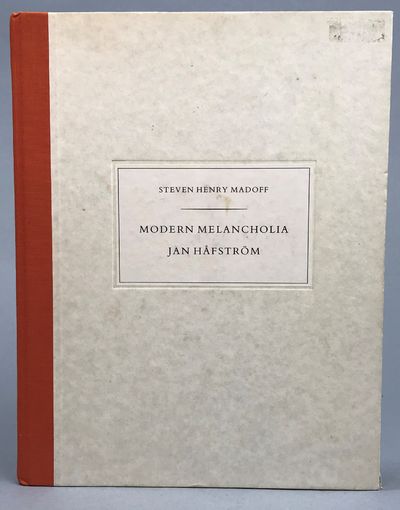 STEVEN HENRY MADOFF
MODERN MELANCHOLIA
JAN HÅFSTRÖM